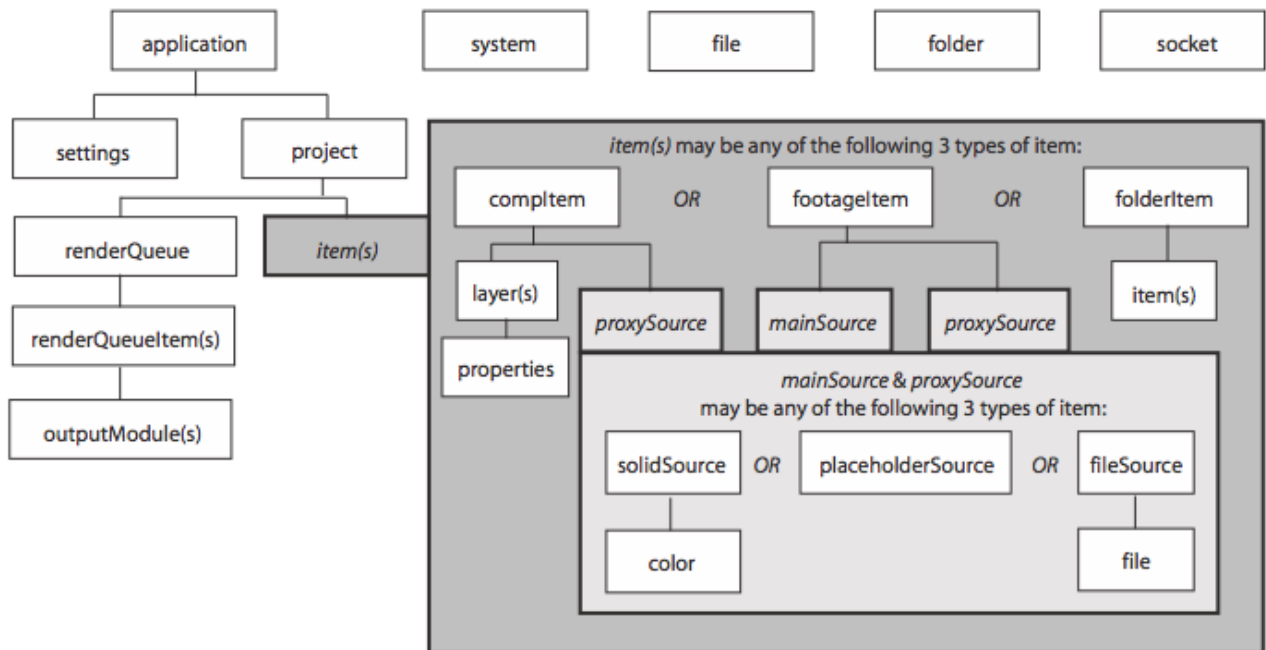 application
system
file
folder
socket
settings
project
item(s) may be any of the following 3 types of item:
compItem
OR
footageItem
OR
folderItem
renderQueue
item(s)
layer(s)
proxySource
mainSource
proxySource
item(s)
renderQueueItem(s)
properties
mainSource & proxySource
may be any of the following 3 types of item:
outputModule(s)
solidSource
OR
placeholderSource
OR
fileSource
color
file